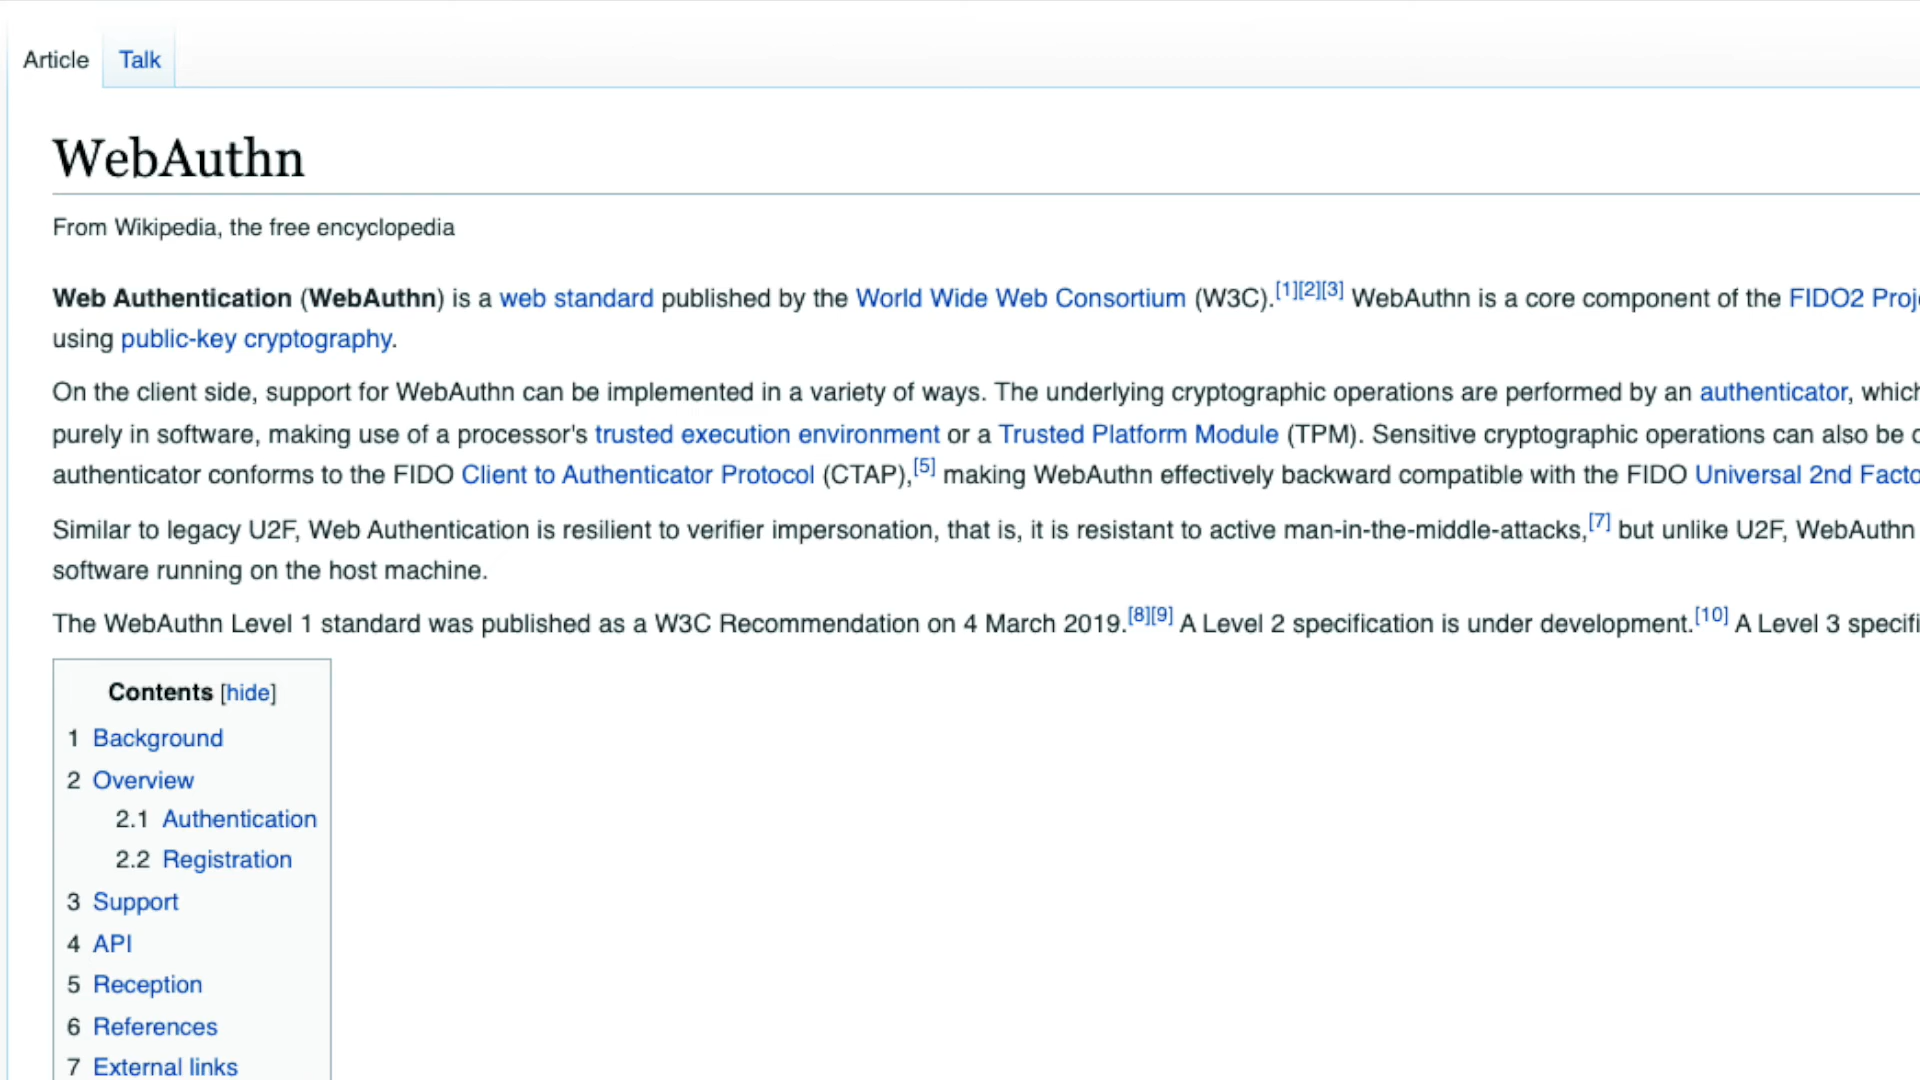 Article Talk
WebAuthn
From Wikipedia, the free encyclopedia
Web Authentication (WebAuthn) is a web standard published by the World Wide Web Consortium (W3C).[1][2][3] WebAuthn is a core component of the FIDO2
using public-key cryptography.
On the client side, support for WebAuthn can be implemented in a variety of ways. The underlying cryptographic operations are performed by an authenticator,
purely in software, making use of a processor's trusted execution environment or a Trusted Platform Module (TPM). Sensitive cryptographic operations can also be
authenticator conforms to the FIDO Client to Authenticator Protocol (CTAP),[5] making WebAuthn effectively backward compatible with the FIDO Universal 2nd
Similar to legacy U2F, Web Authentication is resilient to verifier impersonation, that is, it is resistant to active man-in-the-middle-attacks,[7] but unlike U2F, WebAuthn
software running on the host machine.
The WebAuthn Level 1 standard was published as a W3C Recommendation on 4 March 2019.[8][9] A Level 2 specification is under development.[10] A Level 3
Contents [hide]
1 Background
2 Overview
2.1 Authentication
2.2 Registration
3 Support
4 API
5 Reception
6 References
7 External links